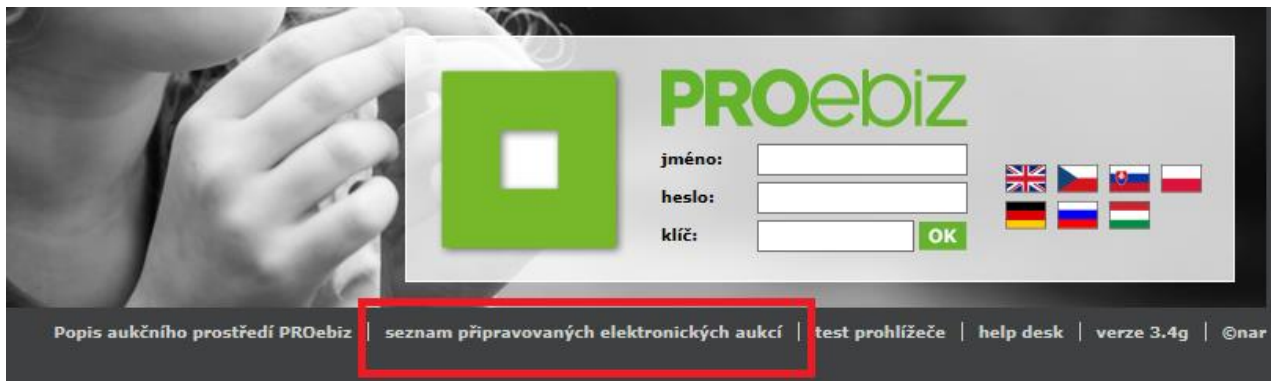 PROebiz
jméno:
heslo:
klíč: OK
Popis aukčního prostředí PROebiz | seznam připravovaných elektronických aukcí | test prohlížeče | help desk | verze 3.4g | ©nar